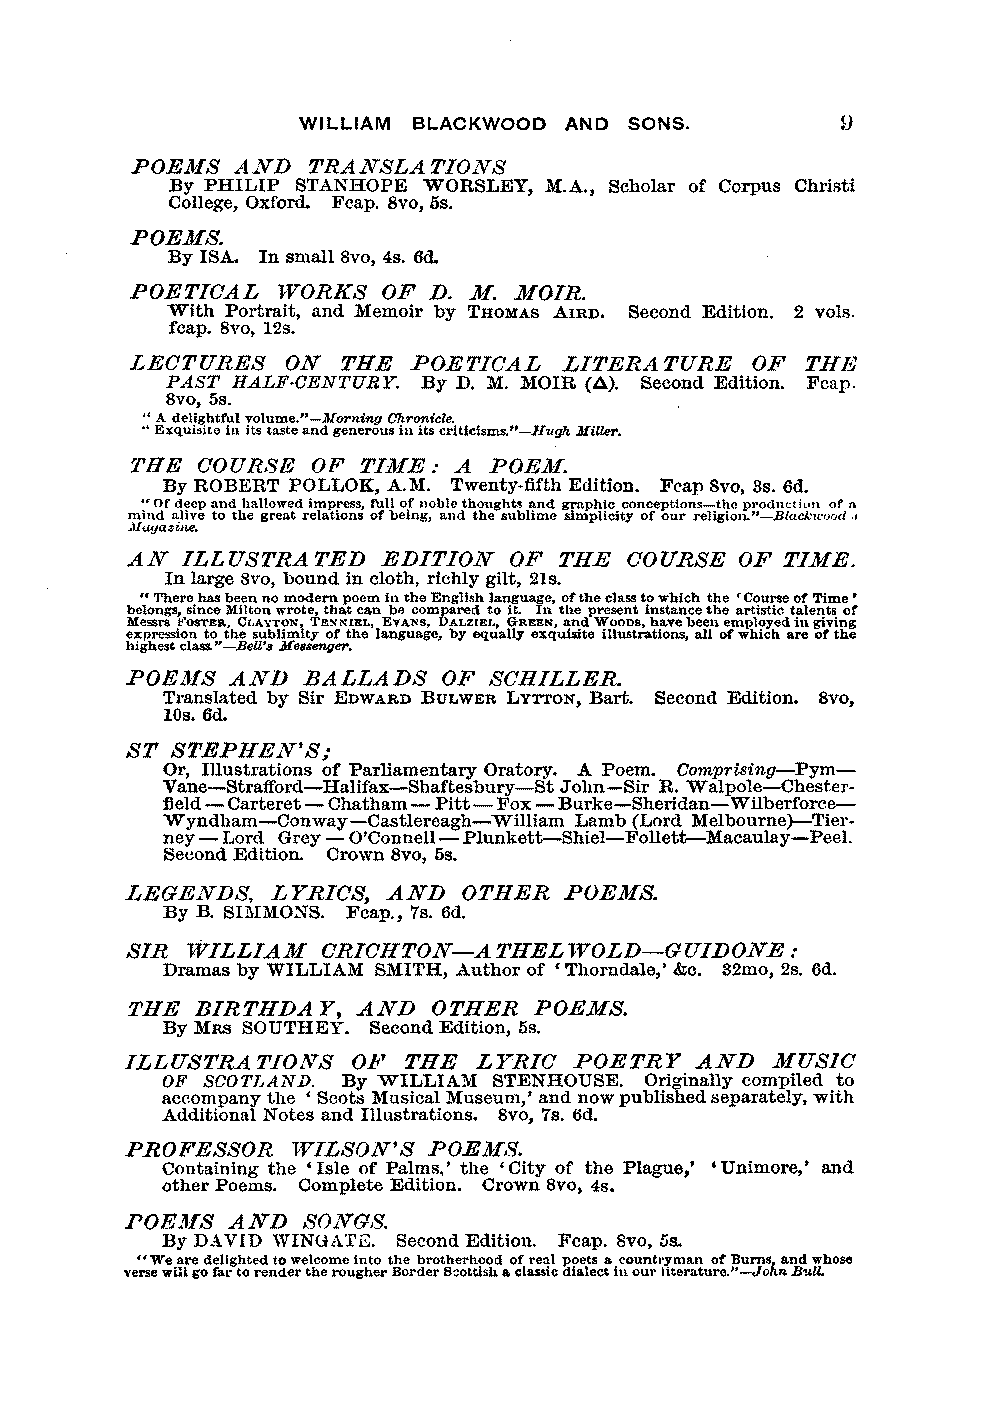 WILLIAM BLACKWOOD AND SONS. 9
POEMS AND TRANSLATIONS
By PHILIP STANHOPE WORSLEY, M.A., Scholar of Corpus Christi
College, Oxford. Fcap. 8vo, 5s.
POEMS.
By ISA. In small 8vo, 4s. 6d.
POETICAL WORKS OF D. M. MOIR.
With Portrait, and Memoir by THOMAS AIRD. Second Edition. 2 vols.
fcap. 8vo, 12s.
LECTURES ON THE POETICAL LITERATURE OF THE
PAST HALF-CENTURY. By D. M. MOIR (Δ). Second Edition. Fcap.
8vo, 5s.
" A delightful volume."—Morning Chronicle.
" Exquisite in its taste and generous in its criticisms."—Hugh Miller.
THE COURSE OF TIME: A POEM.
By ROBERT POLLOK, A.M. Twenty-fifth Edition. Fcap 8vo, 3s. 6d.
"Of deep and hallowed impress, full of noble thoughts and graphic conceptions—the production of a
mind alive to the great relations of being, and the sublime simplicity of our religion."—Blackwood's
Magazine.
AN ILLUSTRATED EDITION OF THE COURSE OF TIME.
In large 8vo, bound in cloth, richly gilt, 21s.
" There has been no modern poem in the English language, of the class to which the 'Course of Time'
belongs, since Milton wrote, that can be compared to it. In the present instance the artistic talents of
Messrs FOSTER, CLAYTON, TENNIEL, EVANS, DALZIEL, GREEN, and WOODS, have been employed in giving
expression to the sublimity of the language, by equally exquisite illustrations, all of which are of the
highest class."—Bell's Messenger.
POEMS AND BALLADS OF SCHILLER.
Translated by Sir EDWARD BULWER LYTTON, Bart. Second Edition. 8vo,
10s. 6d.
ST STEPHEN'S;
Or, Illustrations of Parliamentary Oratory. A Poem. Comprising—Pym—
Vane—Strafford—Halifax—Shaftesbury—St John—Sir R. Walpole—Chester-
field—Carteret—Chatham—Pitt—Fox—Burke—Sheridan—Wilberforce—
Wyndham—Conway—Castlereagh—William Lamb (Lord Melbourne)—Tier-
ney—Lord Grey—O'Connell—Plunkett—Shiel—Follett—Macaulay—Peel.
Second Edition. Crown 8vo, 5s.
LEGENDS, LYRICS, AND OTHER POEMS.
By B. SIMMONS. Fcap., 7s. 6d.
SIR WILLIAM CRICHTON—ATHELWOLD—GUIDONE:
Dramas by WILLIAM SMITH, Author of 'Thorndale,' &c. 32mo, 2s. 6d.
THE BIRTHDAY, AND OTHER POEMS.
By MRS SOUTHEY. Second Edition, 5s.
ILLUSTRATIONS OF THE LYRIC POETRY AND MUSIC
OF SCOTLAND. By WILLIAM STENHOUSE. Originally compiled to
accompany the 'Scots Musical Museum,' and now published separately, with
Additional Notes and Illustrations. 8vo, 7s. 6d.
PROFESSOR WILSON'S POEMS.
Containing the 'Isle of Palms,' the 'City of the Plague,' 'Unimore,' and
other Poems. Complete Edition. Crown 8vo, 4s.
POEMS AND SONGS.
By DAVID WINGATE. Second Edition. Fcap. 8vo, 5s.
"We are delighted to welcome into the brotherhood of real poets a countryman of Burns, and whose
verse will go far to render the rougher Border Scottish a classic dialect in our literature."—John Bull.